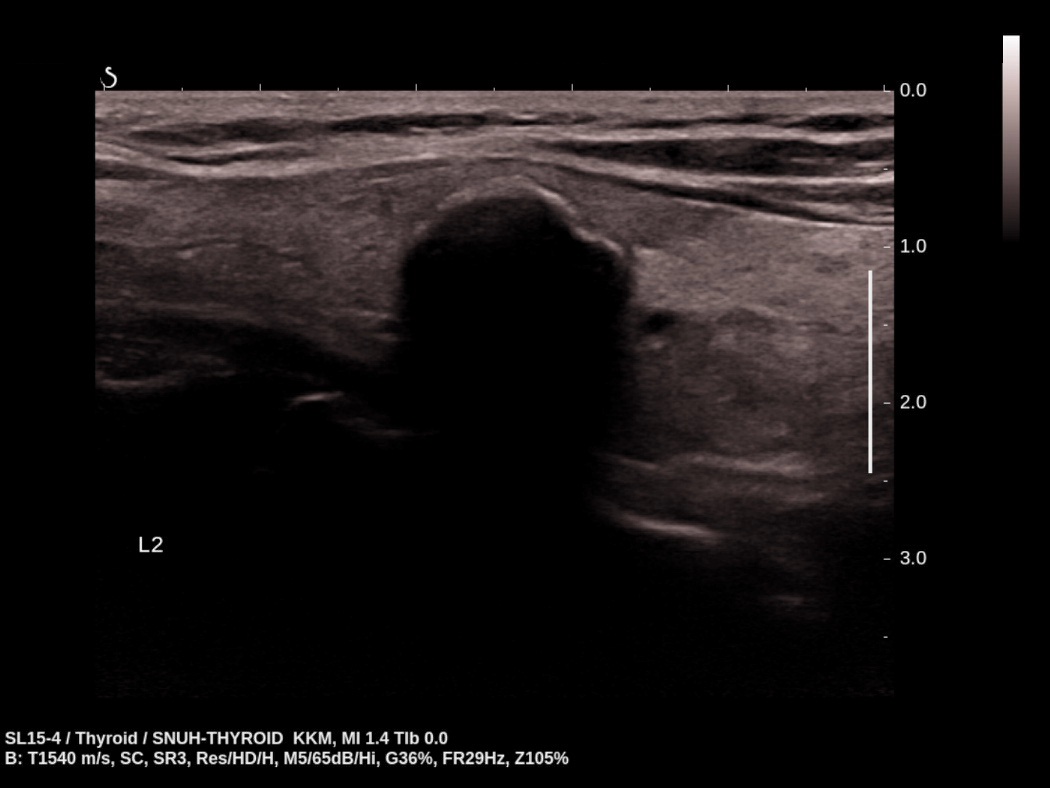 0.0
1.0
2.0
L2
3.0
SL15-4 / Thyroid / SNUH-THYROID KKM, MI 1.4 TIb 0.0
B: T1540 m/s, SC, SR3, Res/HD/H, M5/65dB/Hi, G36%, FR29Hz, Z105%